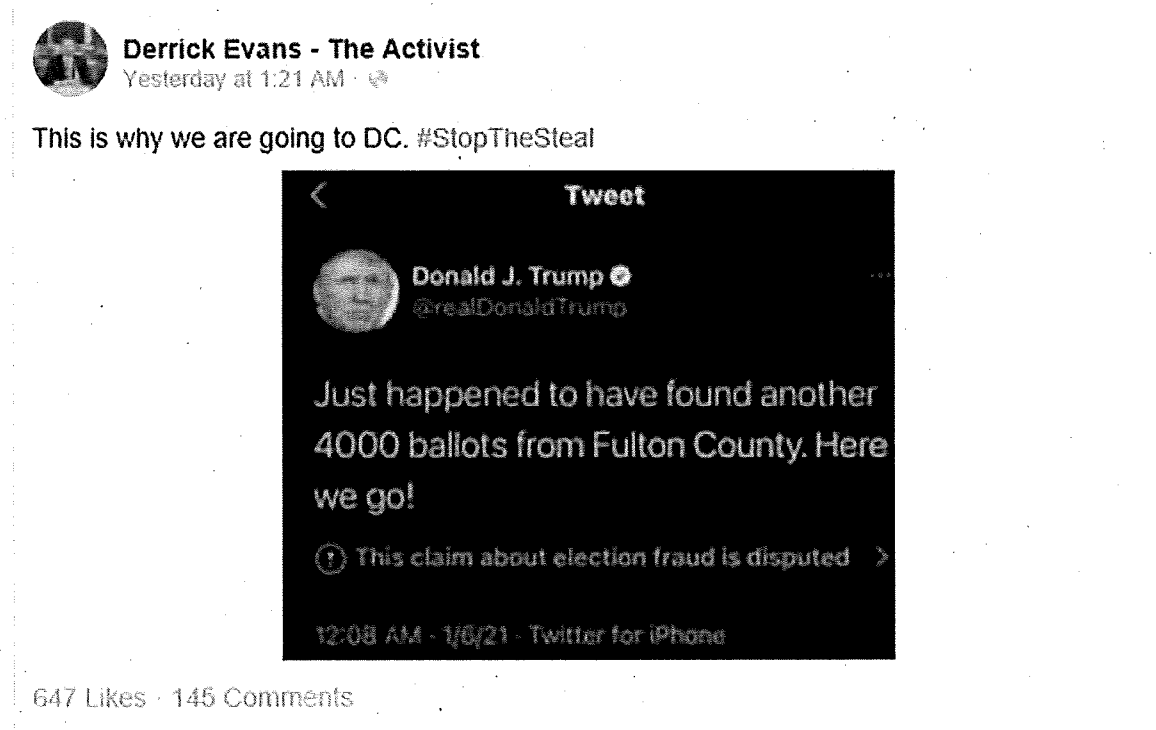 Derrick Evans - The Activist
Yesterday at 1:21 AM ·
This is why we are going to DC. #StopTheSteal
Tweet
Donald J. Trump
@realDonaldTrump
Just happened to have found another
4000 ballots from Fulton County. Here
we go!
This claim about election fraud is disputed
12:08 AM · 1/6/21 · Twitter for iPhone
647 Likes · 145 Comments